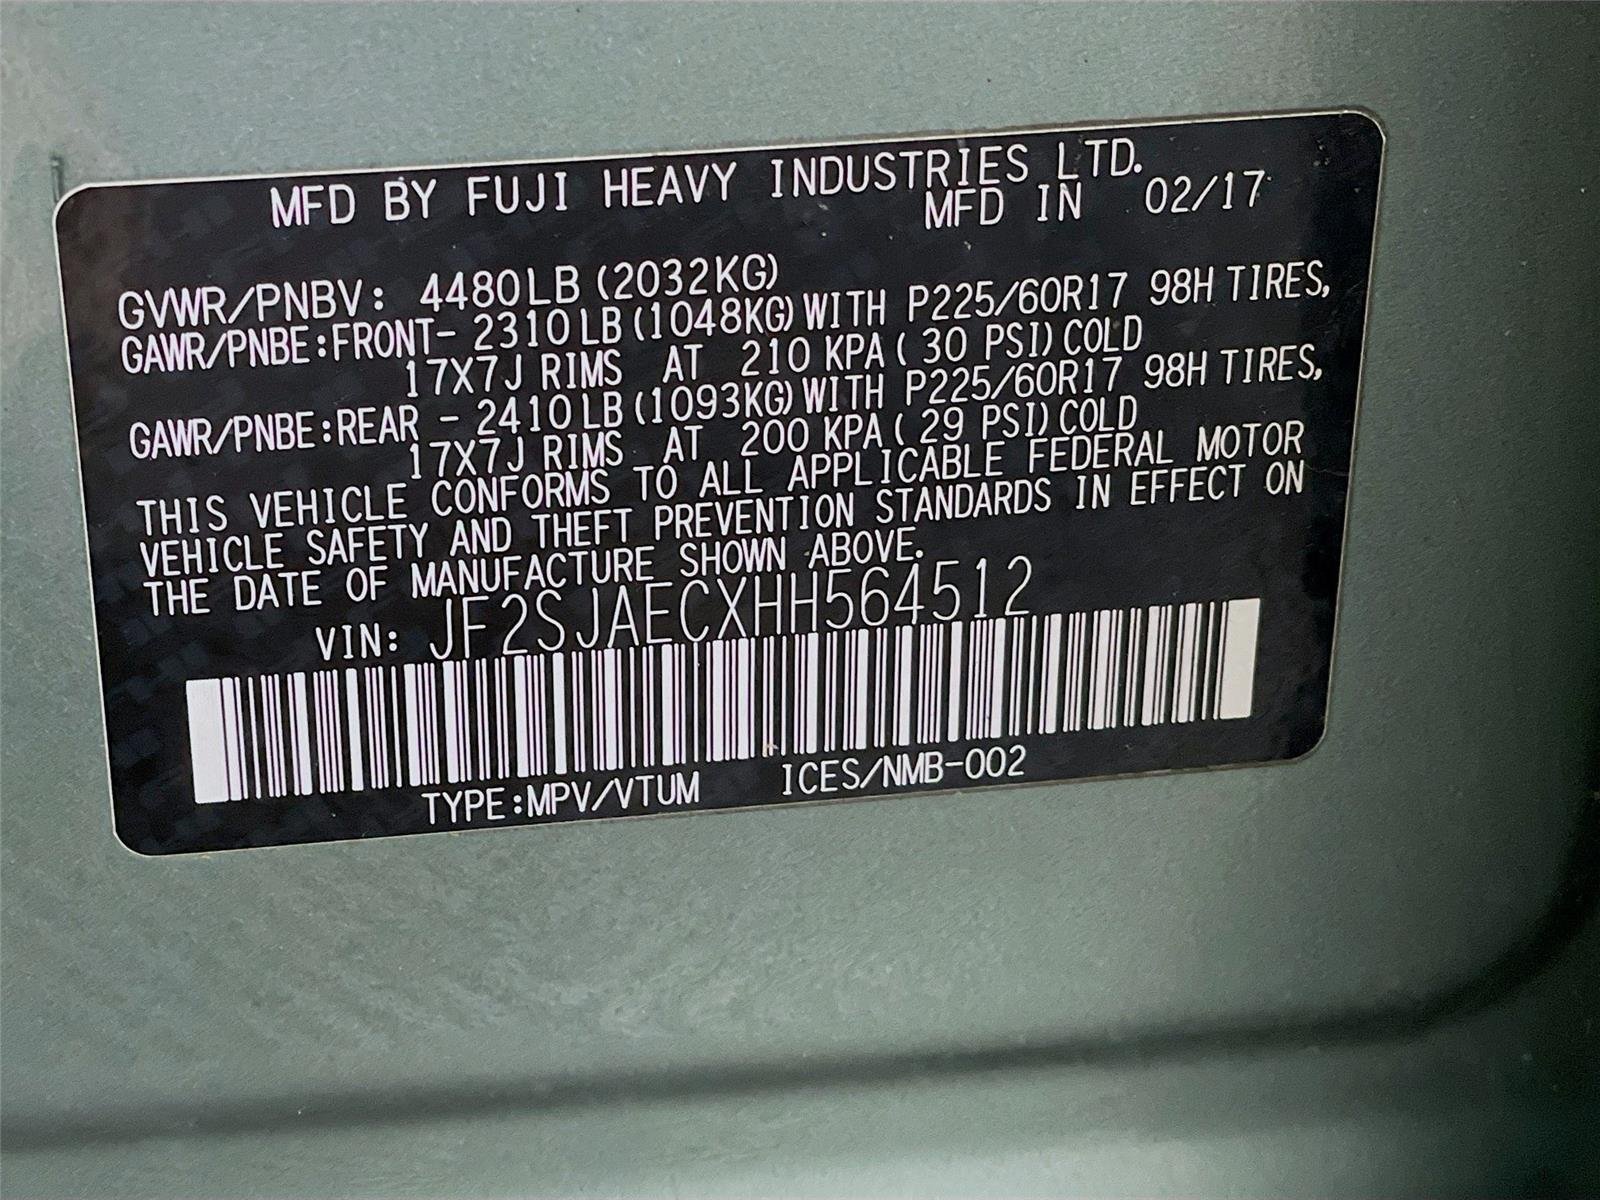 MFD BY FUJI HEAVY INDUSTRIES LTD.
MFD IN 02/17
GVWR/PNBV: 4480LB (2032KG)
GAWR/PNBE:FRONT- 2310LB(1048KG)WITH P225/60R17 98H TIRES,
17X7J RIMS AT 210 KPA( 30 PSI)COLD
GAWR/PNBE:REAR - 2410LB(1093KG)WITH P225/60R17 98H TIRES,
17X7J RIMS AT 200 KPA( 29 PSI)COLD
THIS VEHICLE CONFORMS TO ALL APPLICABLE FEDERAL MOTOR
VEHICLE SAFETY AND THEFT PREVENTION STANDARDS IN EFFECT ON
THE DATE OF MANUFACTURE SHOWN ABOVE.
VIN: JF2SJAECXHH564512
TYPE:MPV/VTUM ICES/NMB-002